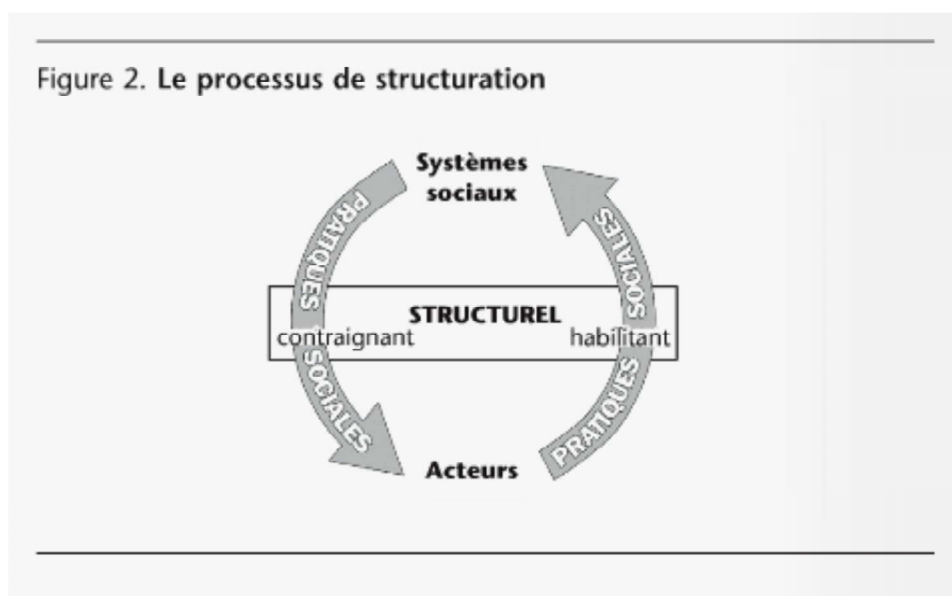 Figure 2. Le processus de structuration
Systèmes
sociaux
PRATIQUES
SOCIALES
STRUCTUREL
contraignant
habilitant
SOCIALES
PRATIQUES
Acteurs